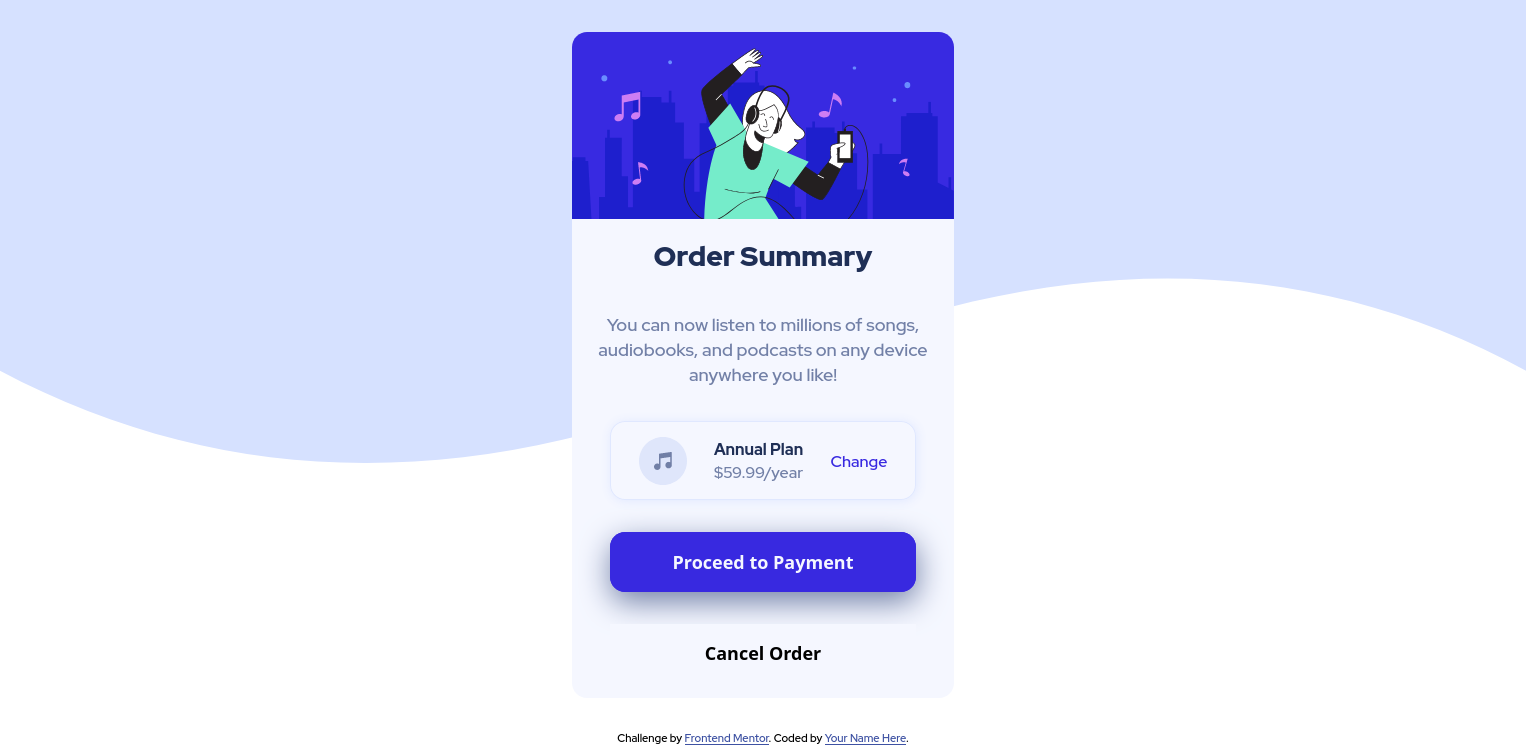 Order Summary
You can now listen to millions of songs,
audiobooks, and podcasts on any device
anywhere you like!
Annual Plan
$59.99/year
Change
Proceed to Payment
Cancel Order
Challenge by Frontend Mentor. Coded by Your Name Here.